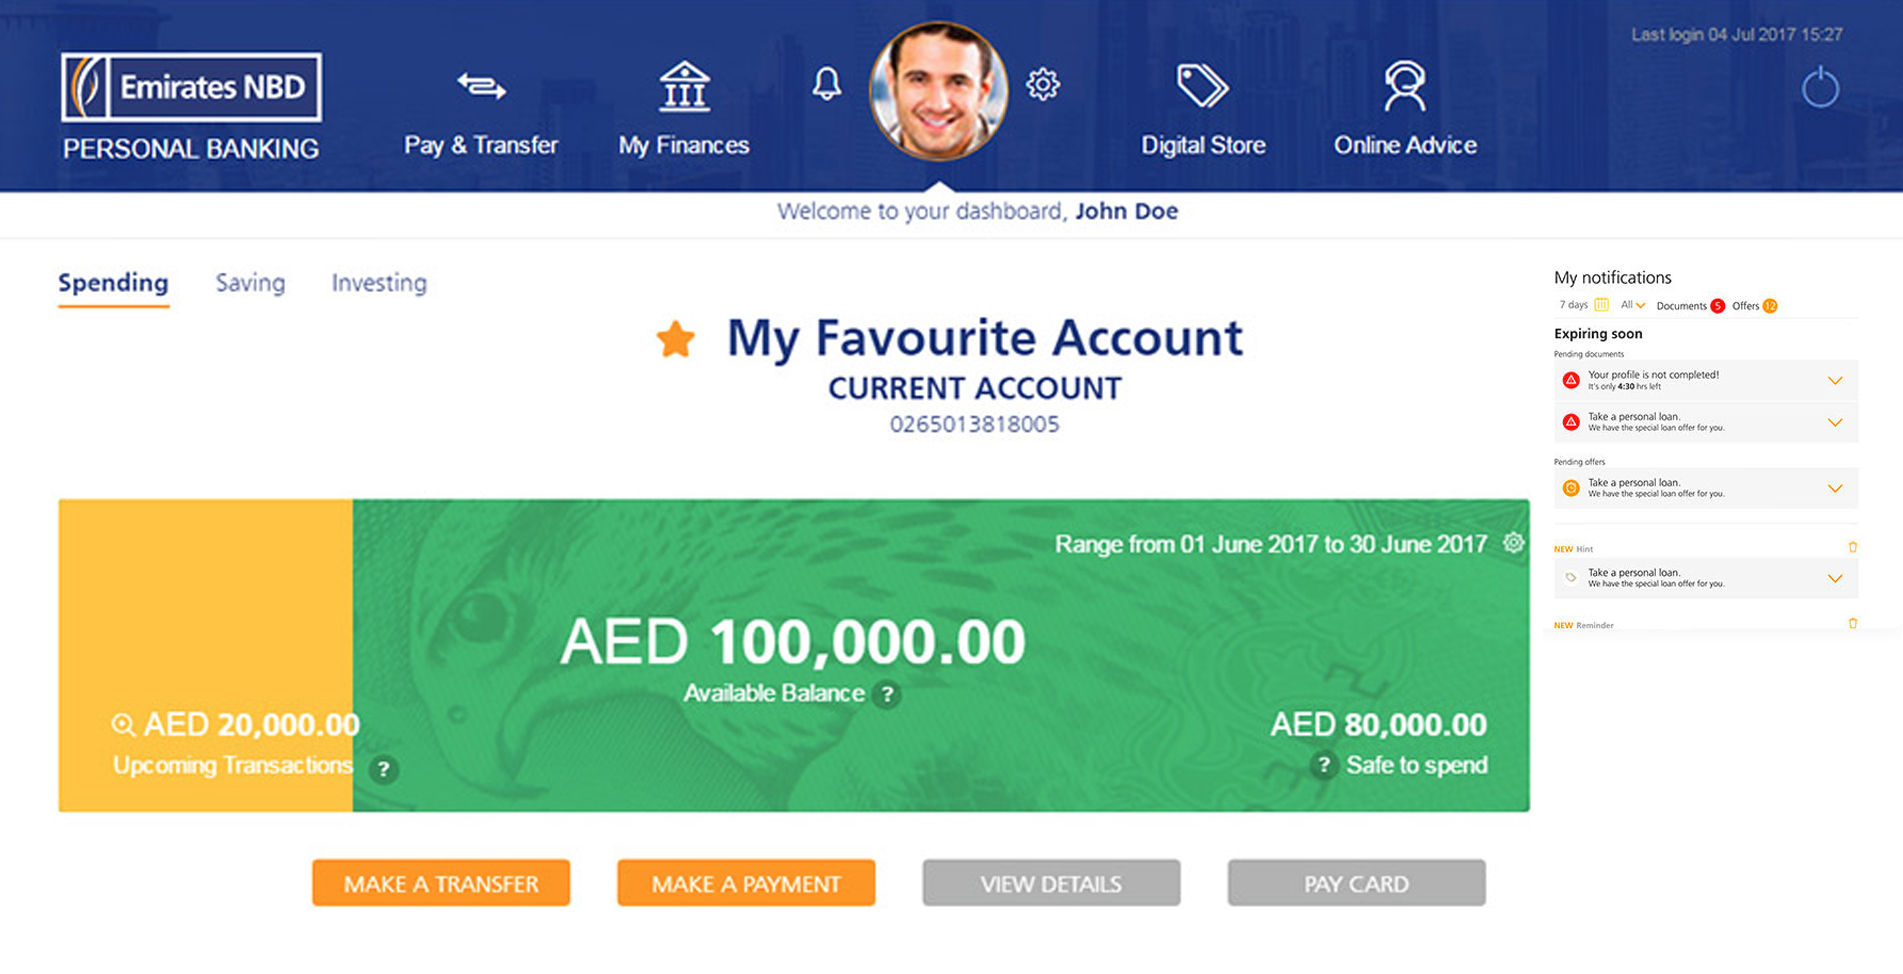 Last login 04 Jul 2017 15:27
Emirates NBD
PERSONAL BANKING
Pay & Transfer
My Finances
Digital Store
Online Advice
Welcome to your dashboard, John Doe
Spending
Saving
Investing
My Favourite Account
CURRENT ACCOUNT
0265013818005
Range from 01 June 2017 to 30 June 2017
AED 100,000.00
Available Balance ?
AED 20,000.00
Upcoming Transactions ?
AED 80,000.00
? Safe to spend
MAKE A TRANSFER
MAKE A PAYMENT
VIEW DETAILS
PAY CARD
My notifications
7 days All Documents 5 Offers 12
Expiring soon
Pending documents
Your profile is not completed!
It's only 4:30 hrs left
Take a personal loan.
We have the special loan offer for you.
Pending offers
Take a personal loan.
We have the special loan offer for you.
NEW Hint
Take a personal loan.
We have the special loan offer for you.
NEW Reminder